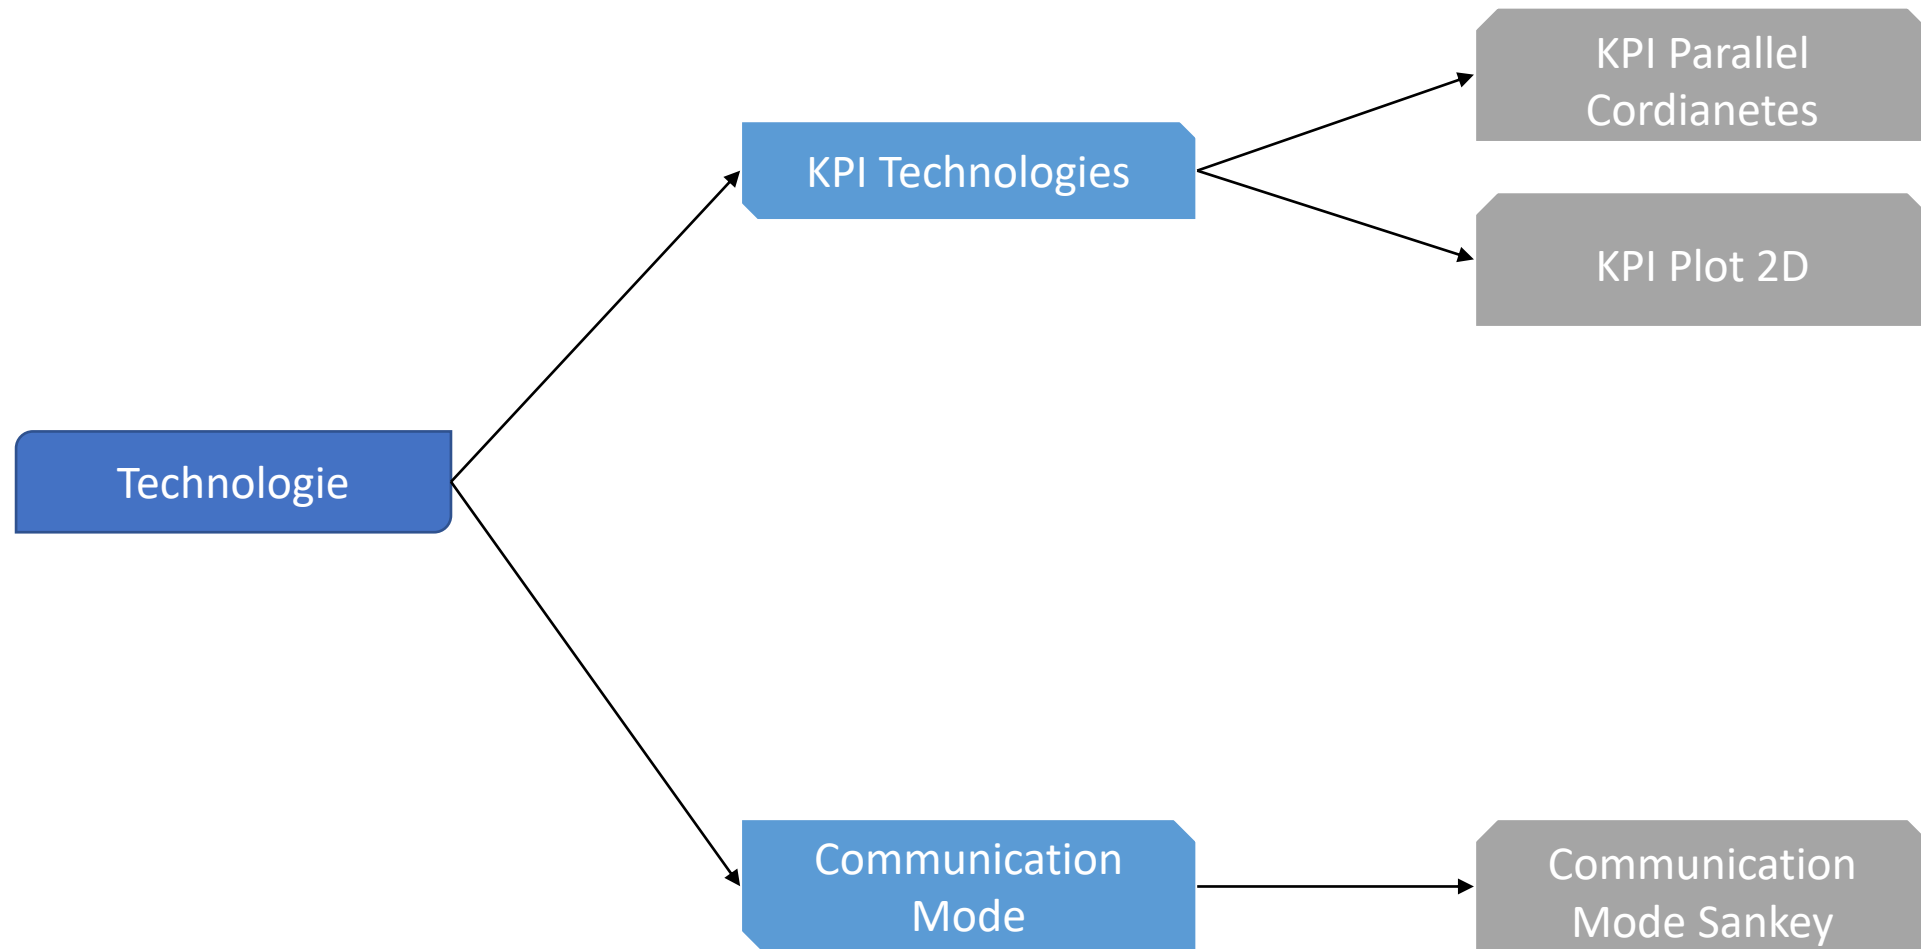 KPI Parallel
Cordianetes
KPI Technologies
KPI Plot 2D
Technologie
Communication
Mode
Communication
Mode Sankey